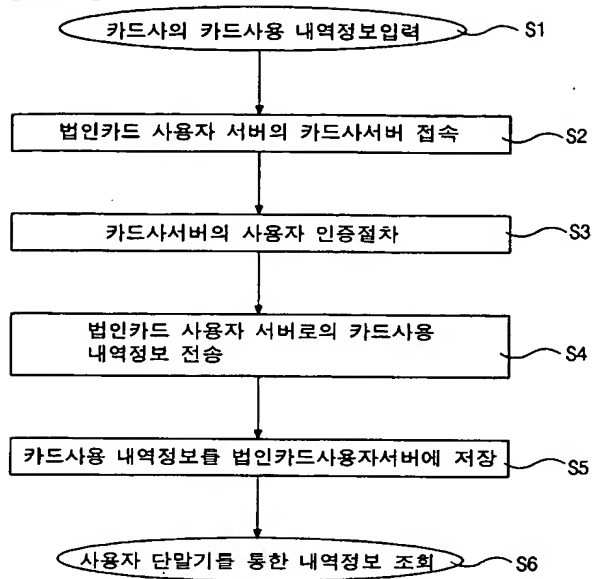 카드사의 카드사용 내역정보입력 S1
법인카드 사용자 서버의 카드사서버 접속 S2
카드사서버의 사용자 인증절차 S3
법인카드 사용자 서버로의 카드사용
내역정보 전송 S4
카드사용 내역정보를 법인카드사용자서버에 저장 S5
사용자 단말기를 통한 내역정보 조회 S6